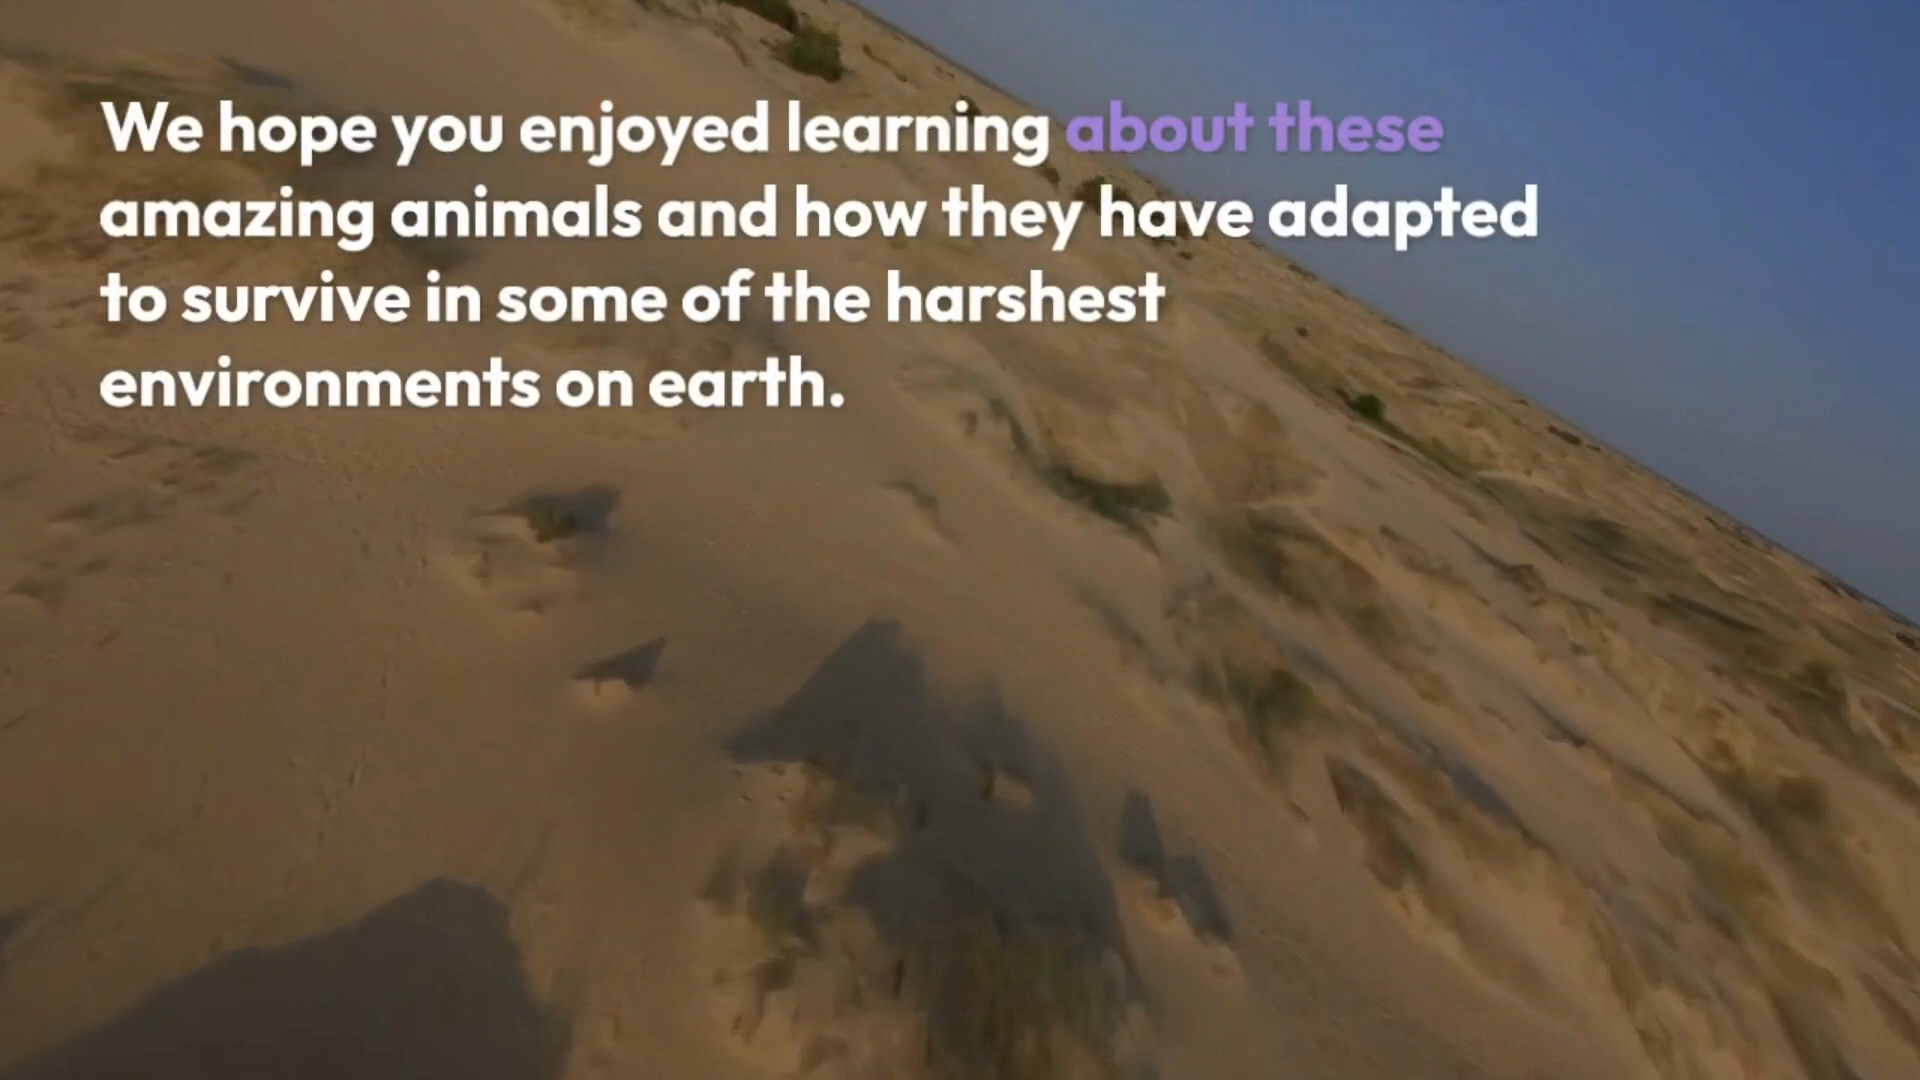 We hope you enjoyed learning about these
amazing animals and how they have adapted
to survive in some of the harshest
environments on earth.